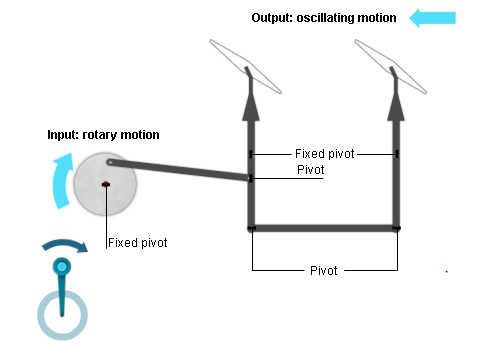 Output: oscillating motion
Input: rotary motion
Fixed pivot
Pivot
Fixed pivot
Pivot